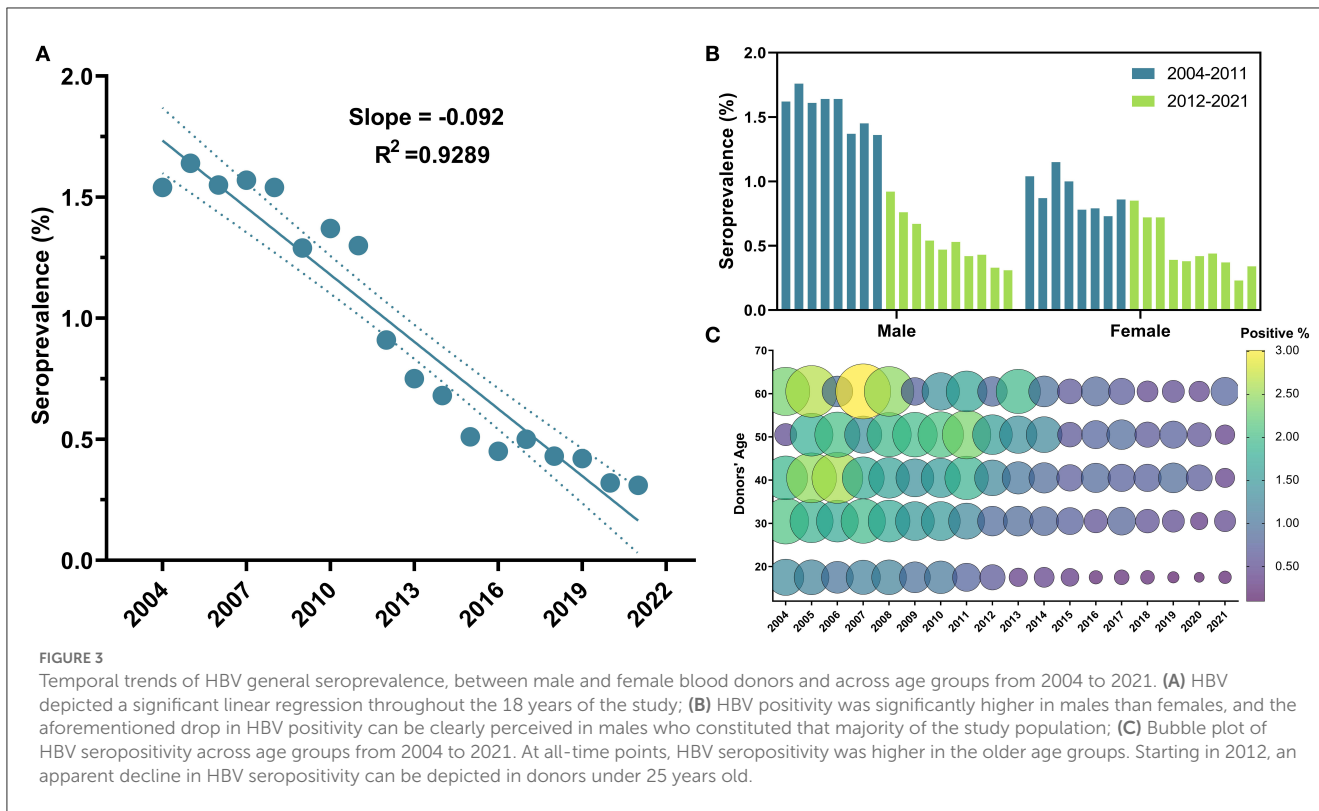 A
2.0
1.5
1.0
0.5
0.0
Seroprevalence (%)
Slope = -0.092
R2 =0.9289
2004
2007
2010
2013
2016
2019
2022
B
2.0
1.5
1.0
0.5
0.0
Seroprevalence (%)
2004-2011
2012-2021
Male
Female
C
70
60
50
40
30
20
Donors' Age
2004
2005
2006
2007
2008
2009
2010
2011
2012
2013
2014
2015
2016
2017
2018
2019
2020
2021
Positive %
3.00
2.50
2.00
1.50
1.00
0.50
FIGURE 3
Temporal trends of HBV general seroprevalence, between male and female blood donors and across age groups from 2004 to 2021. (A) HBV
depicted a significant linear regression throughout the 18 years of the study; (B) HBV positivity was significantly higher in males than females, and the
aforementioned drop in HBV positivity can be clearly perceived in males who constituted that majority of the study population; (C) Bubble plot of
HBV seropositivity across age groups from 2004 to 2021. At all-time points, HBV seropositivity was higher in the older age groups. Starting in 2012, an
apparent decline in HBV seropositivity can be depicted in donors under 25 years old.